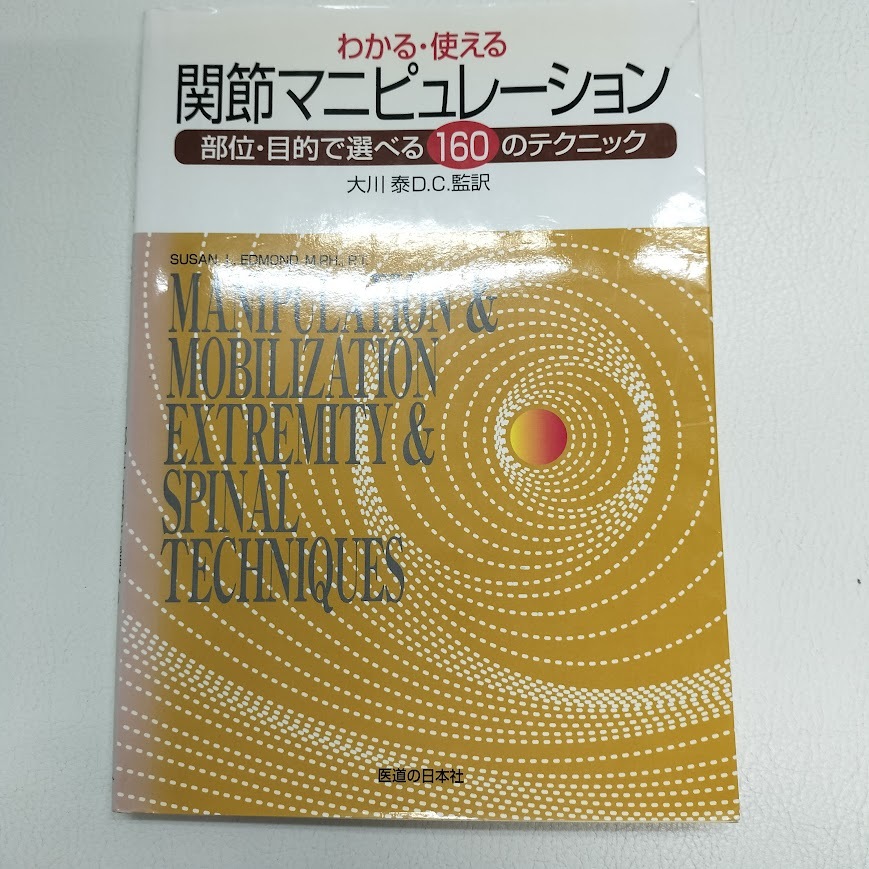 わかる・使える
関節マニピュレーション
部位・目的で選べる160のテクニック
大川 泰D.C.監訳
SUSAN L. EDMOND, M.P.H., P.T.
MANIPULATION &
MOBILIZATION
EXTREMITY &
SPINAL
TECHNIQUES
医道の日本社